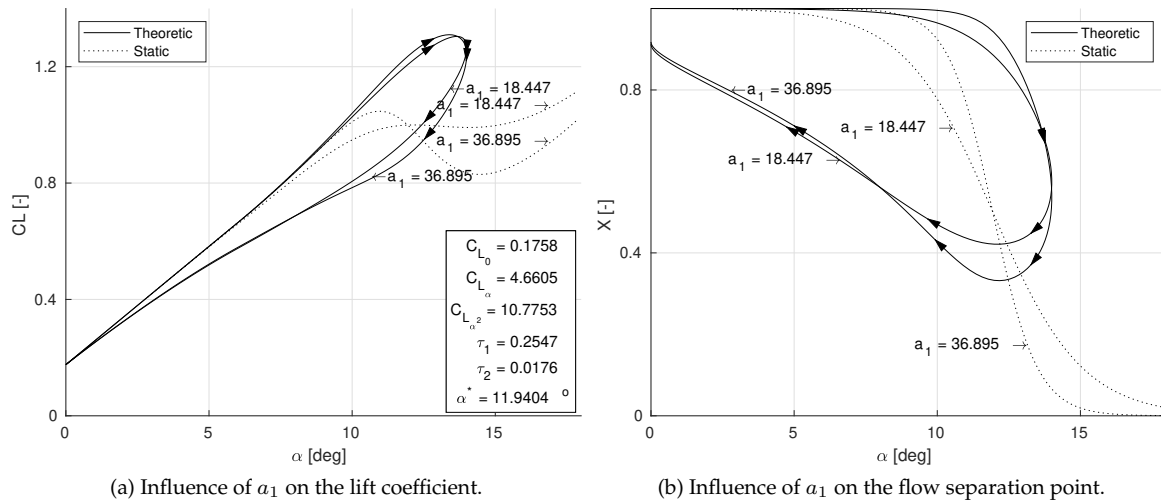 Theoretic
Static
1.2
0.8
0.4
0
CL [-]
←a1 = 18.447
a1 = 18.447 →
a1 = 36.895 →
←a1 = 36.895
CL0 = 0.1758
CLα = 4.6605
CLα2 = 10.7753
τ1 = 0.2547
τ2 = 0.0176
α* = 11.9404 o
0 5 10 15
α [deg]
(a) Influence of a1 on the lift coefficient.
Theoretic
Static
0.8
0.4
0
X [-]
←a1 = 36.895
a1 = 18.447 →
a1 = 18.447 →
a1 = 36.895 →
0 5 10 15
α [deg]
(b) Influence of a1 on the flow separation point.